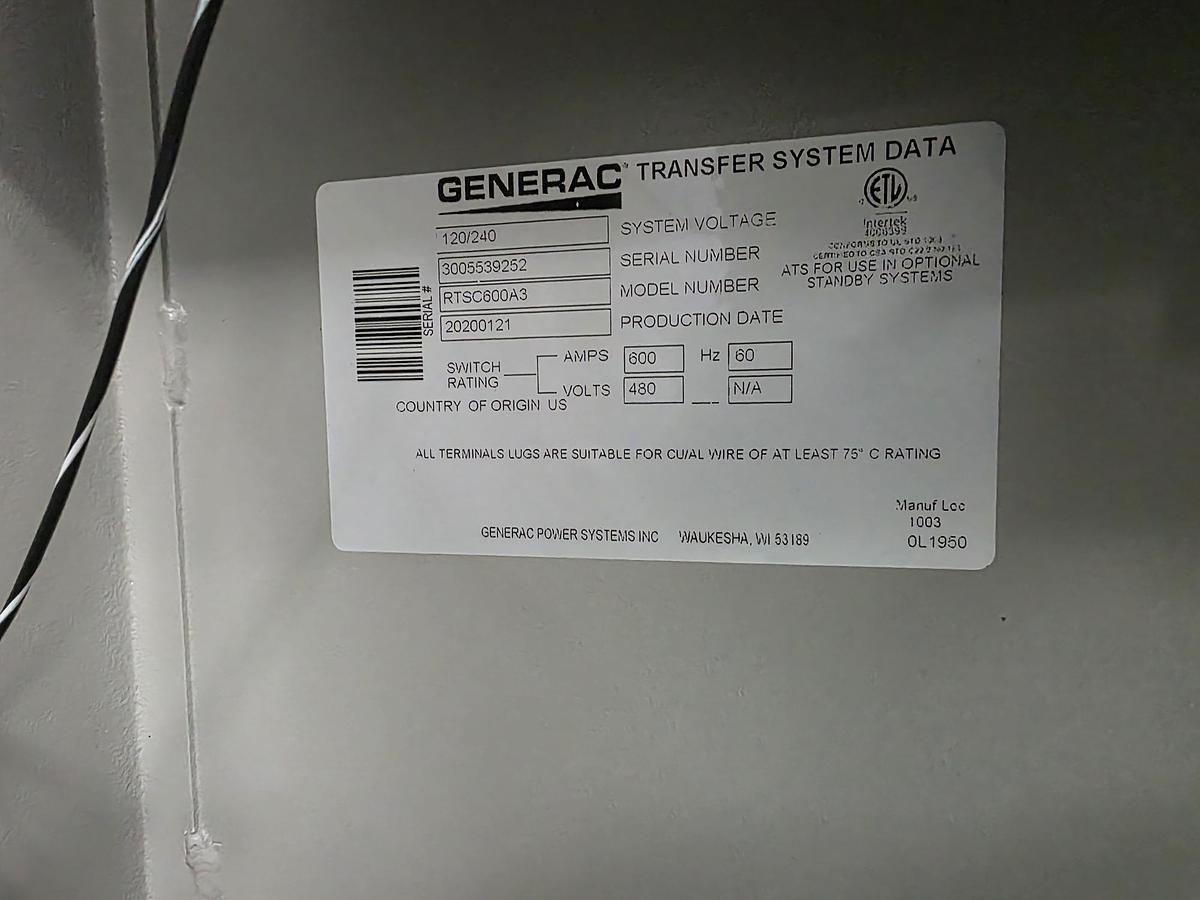 GENERAC TRANSFER SYSTEM DATA
ETL
Intertek
120/240 SYSTEM VOLTAGE
3005539252 SERIAL NUMBER
RTSC600A3 MODEL NUMBER
20200121 PRODUCTION DATE
SERIAL #
ATS FOR USE IN OPTIONAL
STANDBY SYSTEMS
SWITCH RATING
AMPS 600 Hz 60
VOLTS 480 N/A
COUNTRY OF ORIGIN US
ALL TERMINALS LUGS ARE SUITABLE FOR CU/AL WIRE OF AT LEAST 75° C RATING
Manuf Loc
1003
0L1950
GENERAC POWER SYSTEMS INC WAUKESHA, WI 53189